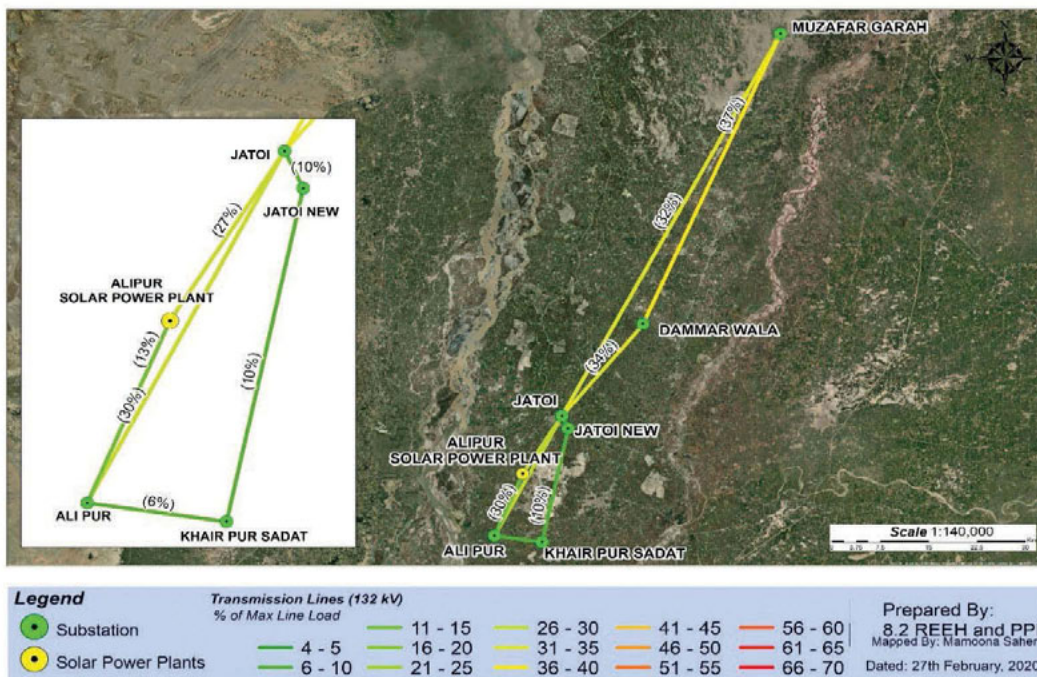 MUZAFAR GARAH
W
(37%)
(32%)
DAMMAR WALA
(34%)
JATOI
JATOI NEW
ALIPUR
SOLAR POWER PLANT
(30%)
(10%)
ALI PUR
KHAIR PUR SADAT
JATOI
(10%)
JATOI NEW
(27%)
ALIPUR
SOLAR POWER PLANT
(13%)
(10%)
(30%)
(6%)
ALI PUR
KHAIR PUR SADAT
Scale 1:140,000
Legend
Substation
Solar Power Plants
Transmission Lines (132 kV)
% of Max Line Load
4 - 5
6 - 10
11 - 15
16 - 20
21 - 25
26 - 30
31 - 35
36 - 40
41 - 45
46 - 50
51 - 55
56 - 60
61 - 65
66 - 70
Prepared By:
8.2 REEH and PP
Mapped By: Mamoona Saher
Dated: 27th February, 2020